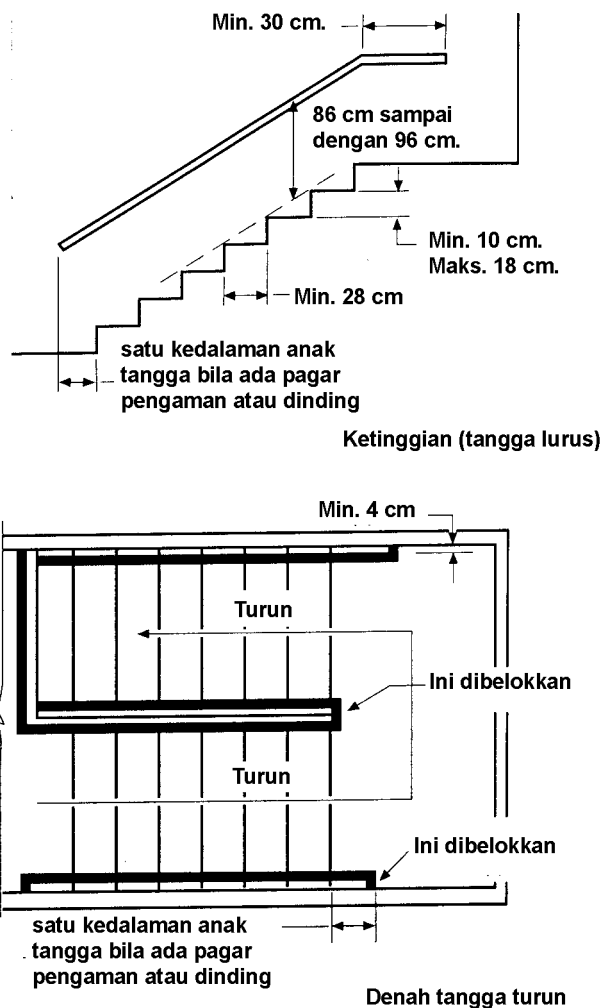 Min. 30 cm.
86 cm sampai
dengan 96 cm.
Min. 10 cm.
Maks. 18 cm.
Min. 28 cm
satu kedalaman anak
tangga bila ada pagar
pengaman atau dinding
Ketinggian (tangga lurus)
Min. 4 cm
Turun
Ini dibelokkan
Turun
Ini dibelokkan
satu kedalaman anak
tangga bila ada pagar
pengaman atau dinding
Denah tangga turun